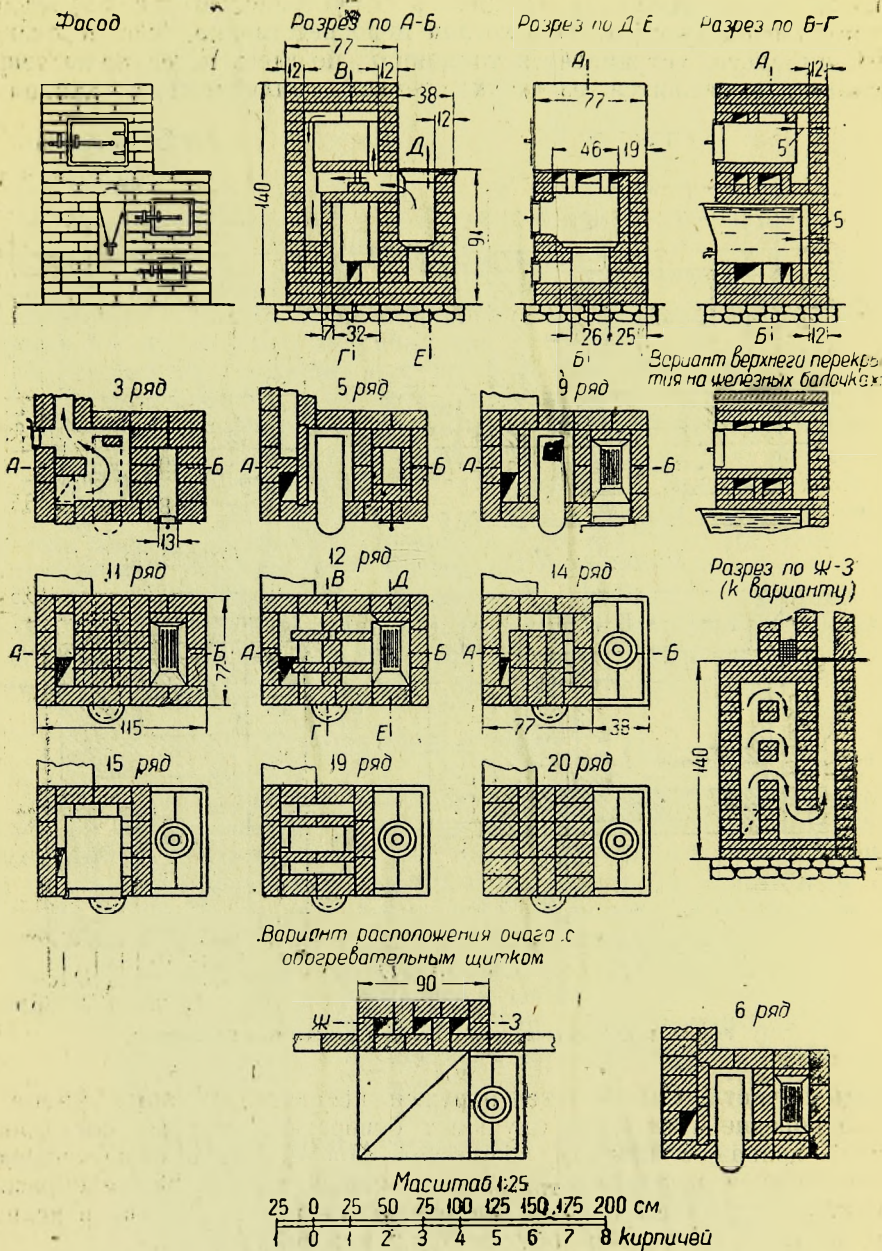 Фасад
Разрез по А-Б
Разрез по Д-Е
Разрез по В-Г
77
12
В
12
38
12
Д
140
91
7
32
Г
Е
А
77
46
19
26
25
Б
А
12
5
5
Б
12
Вариант верхнего перекры-
тия на железных балочках
3 ряд
А
Б
13
5 ряд
А
Б
9 ряд
А
Б
11 ряд
А
Б
77
115
12 ряд
В
Д
А
Б
Г
Е
14 ряд
А
Б
77
38
Разрез по Ж-З
(к варианту)
140
15 ряд
19 ряд
20 ряд
Вариант расположения очага с
обогревательным щитком
90
Ж
З
6 ряд
Масштаб 1:25
25 0 25 50 75 100 125 150 175 200 см
1 0 1 2 3 4 5 6 7 8 кирпичей